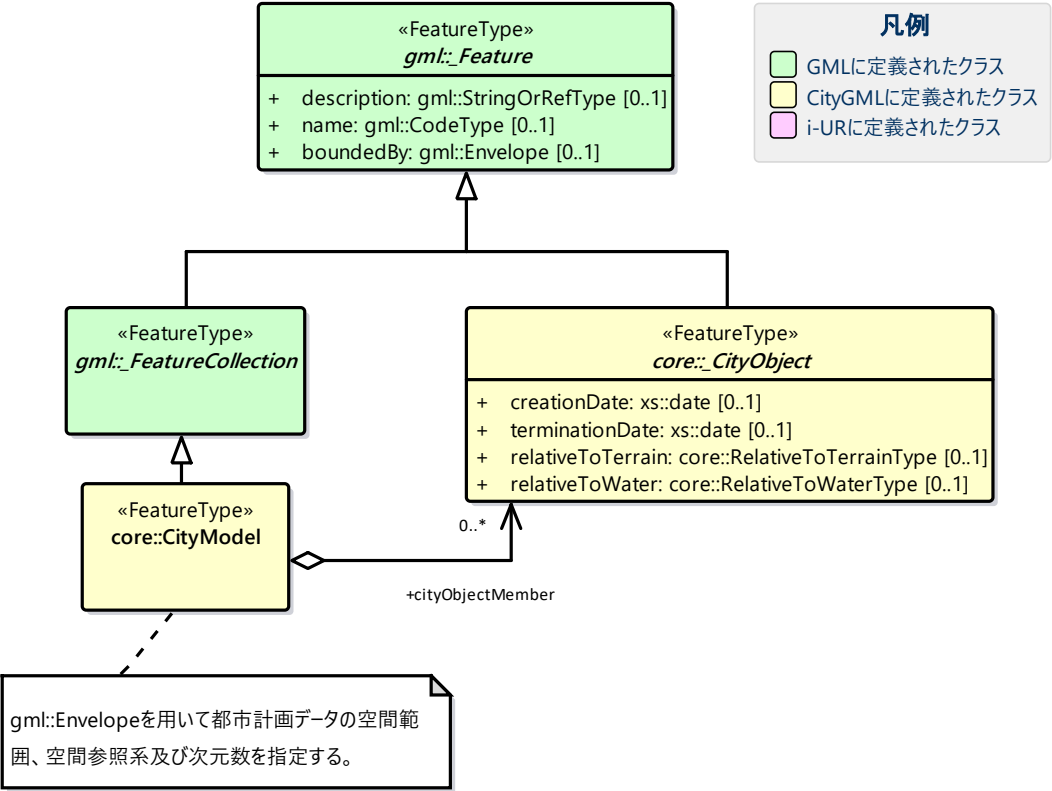 «FeatureType»
gml::_Feature
+ description: gml::StringOrRefType [0..1]
+ name: gml::CodeType [0..1]
+ boundedBy: gml::Envelope [0..1]
凡例
GMLに定義されたクラス
CityGMLに定義されたクラス
i-URに定義されたクラス
«FeatureType»
gml::_FeatureCollection
«FeatureType»
core::_CityObject
+ creationDate: xs::date [0..1]
+ terminationDate: xs::date [0..1]
+ relativeToTerrain: core::RelativeToTerrainType [0..1]
+ relativeToWater: core::RelativeToWaterType [0..1]
«FeatureType»
core::CityModel
0..*
+cityObjectMember
gml::Envelopeを用いて都市計画データの空間範
囲、空間参照系及び次元数を指定する。